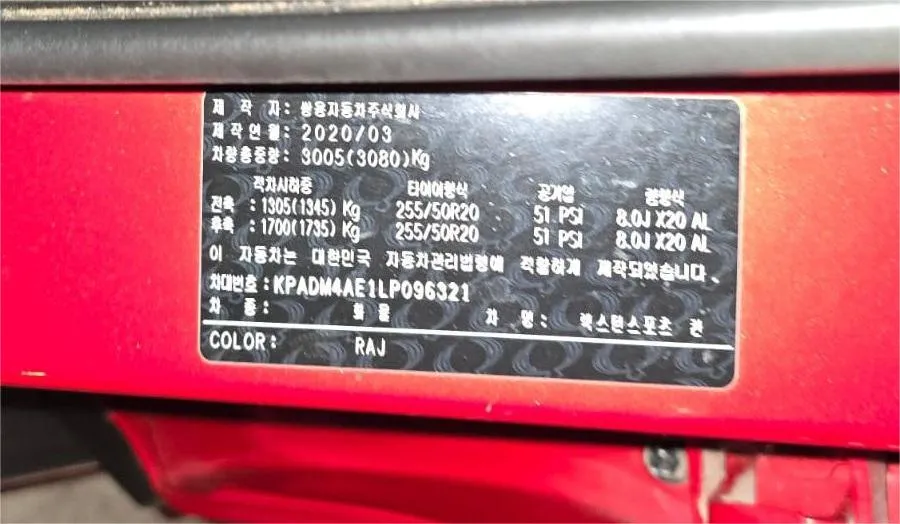 제 작 자: 쌍용자동차주식회사
제작연월: 2020/03
차량총중량: 3005(3080)Kg
적차시하중 타이어형식 공기압 림형식
전축 : 1305(1345) Kg 255/50R20 51 PSI 8.0J X20 AL
후축 : 1700(1735) Kg 255/50R20 51 PSI 8.0J X20 AL
이 자동차는 대한민국 자동차관리법령에 적합하게 제작되었습니다.
차대번호: KPADM4AE1LP096321
차 종: 화 물 차 명: 렉스턴스포츠 칸
COLOR: RAJ